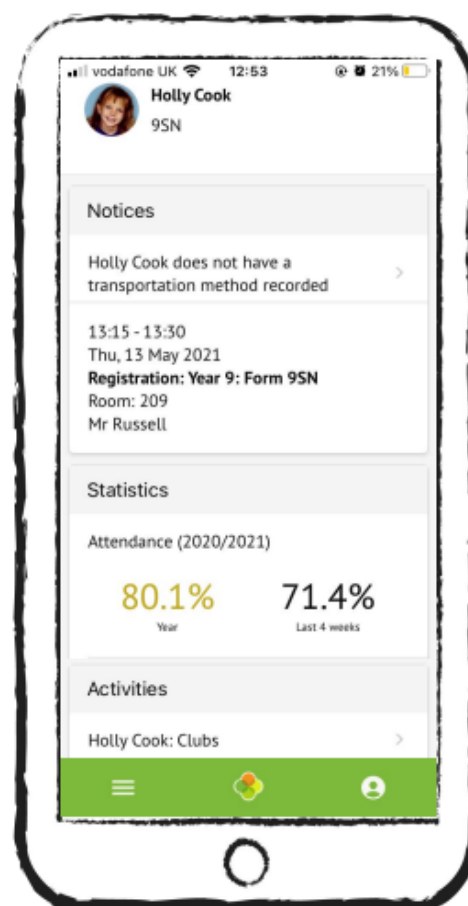 vodafone UK 12:53 21%
Holly Cook
9SN
Notices
Holly Cook does not have a
transportation method recorded
13:15 - 13:30
Thu, 13 May 2021
Registration: Year 9: Form 9SN
Room: 209
Mr Russell
Statistics
Attendance (2020/2021)
80.1% 71.4%
Year Last 4 weeks
Activities
Holly Cook: Clubs